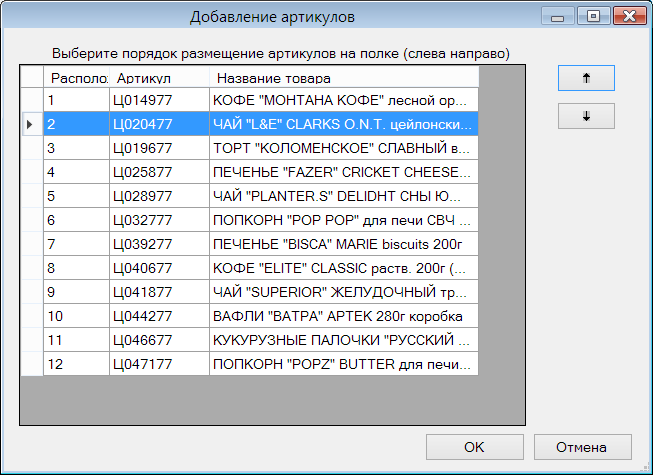 Добавление артикулов
Выберите порядок размещение артикулов на полке (слева направо)
Располо. Артикул Название товара
1 Ц014977 КОФЕ "МОНТАНА КОФЕ" лесной ор...
2 Ц020477 ЧАЙ "L&E" CLARKS O.N.T. цейлонски...
3 Ц019677 ТОРТ "КОЛОМЕНСКОЕ" СЛАВНЫЙ в...
4 Ц025877 ПЕЧЕНЬЕ "FAZER" CRICKET CHEESE...
5 Ц028977 ЧАЙ "PLANTER.S" DELIDHT СНЫ Ю...
6 Ц032777 ПОПКОРН "POP POP" для печи СВЧ ...
7 Ц039277 ПЕЧЕНЬЕ "BISCA" MARIE biscuits 200г
8 Ц040677 КОФЕ "ELITE" CLASSIC раств. 200г (...
9 Ц041877 ЧАЙ "SUPERIOR" ЖЕЛУДОЧНЫЙ тр...
10 Ц044277 ВАФЛИ "ВАТРА" АРТЕК 280г коробка
11 Ц046677 КУКУРУЗНЫЕ ПАЛОЧКИ "РУССКИЙ ...
12 Ц047177 ПОПКОРН "POPZ" BUTTER для печи...
OK Отмена